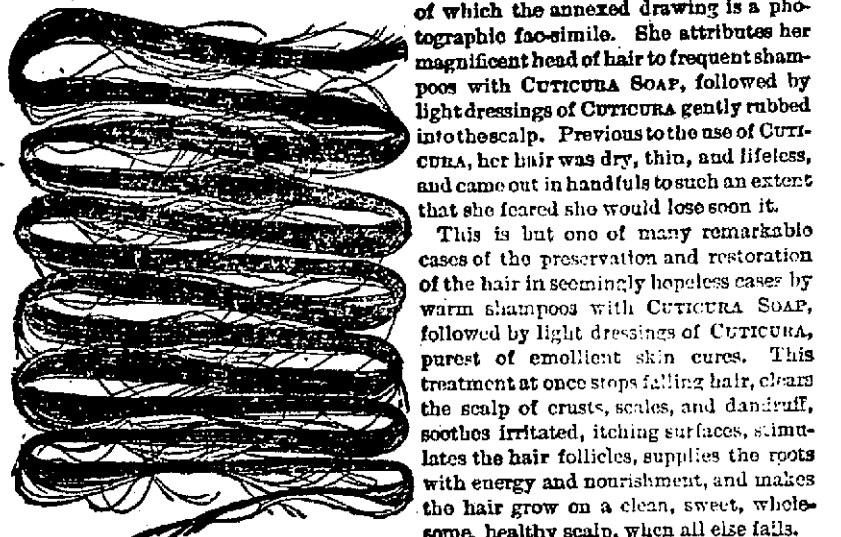 of which the annexed drawing is a pho-
tographic fac-simile. She attributes her
magnificent head of hair to frequent sham-
poos with CUTICURA SOAP, followed by
light dressings of CUTICURA gently rubbed
into the scalp. Previous to the use of CUTI-
CURA, her hair was dry, thin, and lifeless,
and came out in handfuls to such an extent
that she feared she would lose soon it.
This is but one of many remarkable
cases of the preservation and restoration
of the hair in seemingly hopeless cases by
warm shampoos with CUTICURA SOAP,
followed by light dressings of CUTICURA,
purest of emollient skin cures. This
treatment at once stops falling hair, clears
the scalp of crusts, scales, and dandruff,
soothes irritated, itching surfaces, stimu-
lates the hair follicles, supplies the roots
with energy and nourishment, and makes
the hair grow on a clean, sweet, whole-
some, healthy scalp, when all else fails.